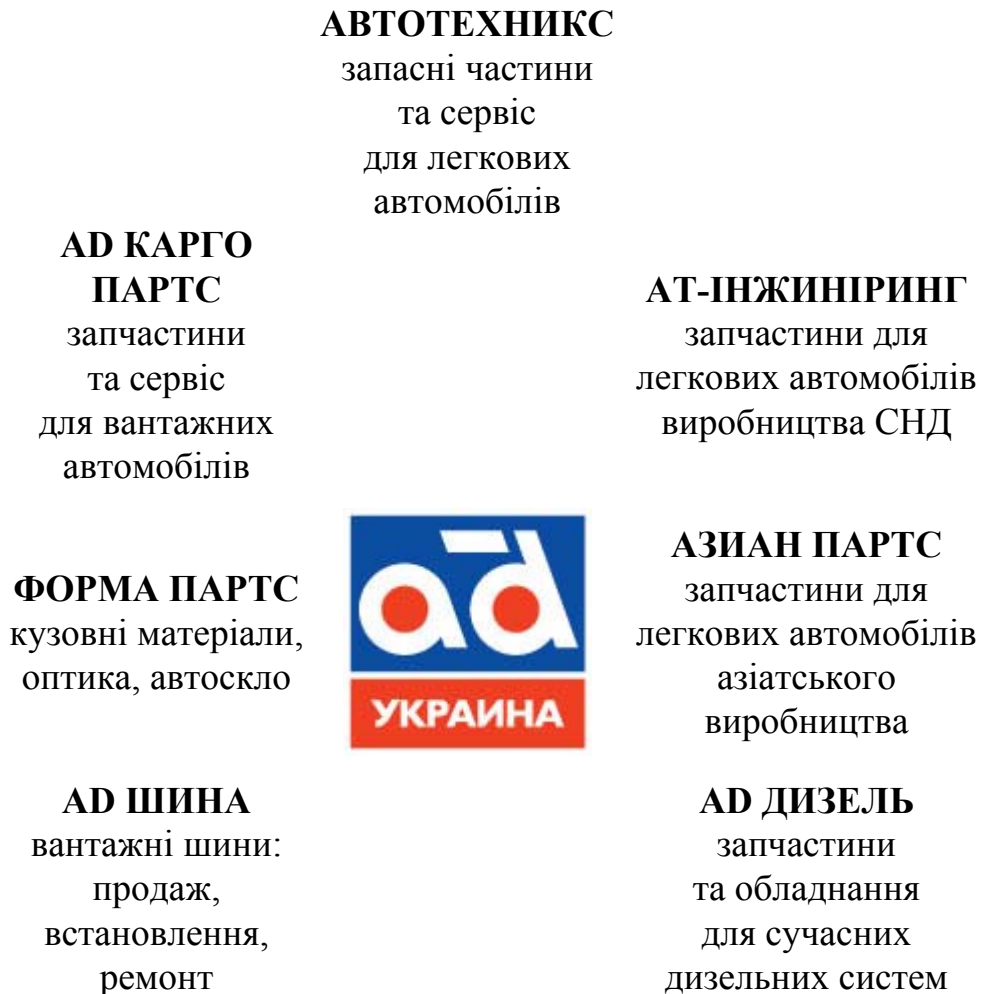 АВТОТЕХНИКС
запасні частини
та сервіс
для легкових
автомобілів
AD КАРГО
ПАРТС
запчастини
та сервіс
для вантажних
автомобілів
АТ-ІНЖИНІРИНГ
запчастини для
легкових автомобілів
виробництва СНД
ФОРМА ПАРТС
кузовні матеріали,
оптика, автоскло
ad
УКРАИНА
АЗИАН ПАРТС
запчастини для
легкових автомобілів
азіатського
виробництва
AD ШИНА
вантажні шини:
продаж,
встановлення,
ремонт
AD ДИЗЕЛЬ
запчастини
та обладнання
для сучасних
дизельних систем